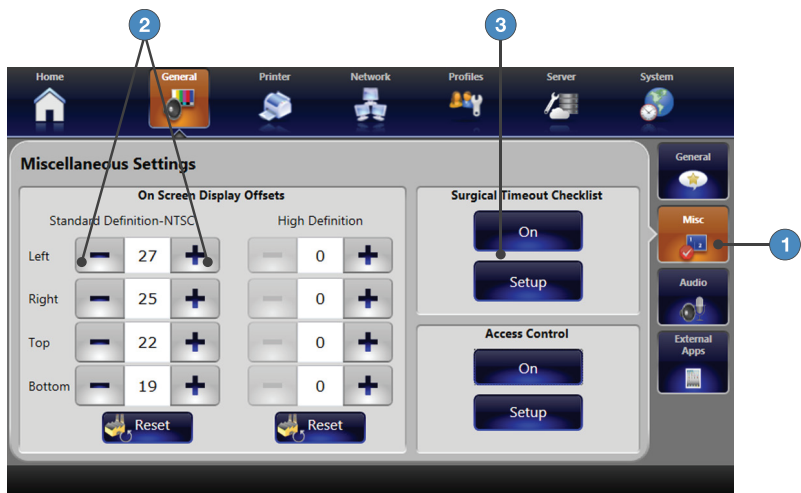 2
3
Home
General
Printer
Network
Profiles
Server
System
Miscellaneous Settings
General
On Screen Display Offsets
Surgical Timeout Checklist
Standard Definition-NTSC
High Definition
On
Misc
1
Left
27
0
Setup
Audio
Right
25
0
Top
22
0
Access Control
External
Apps
On
Bottom
19
0
Setup
Reset
Reset